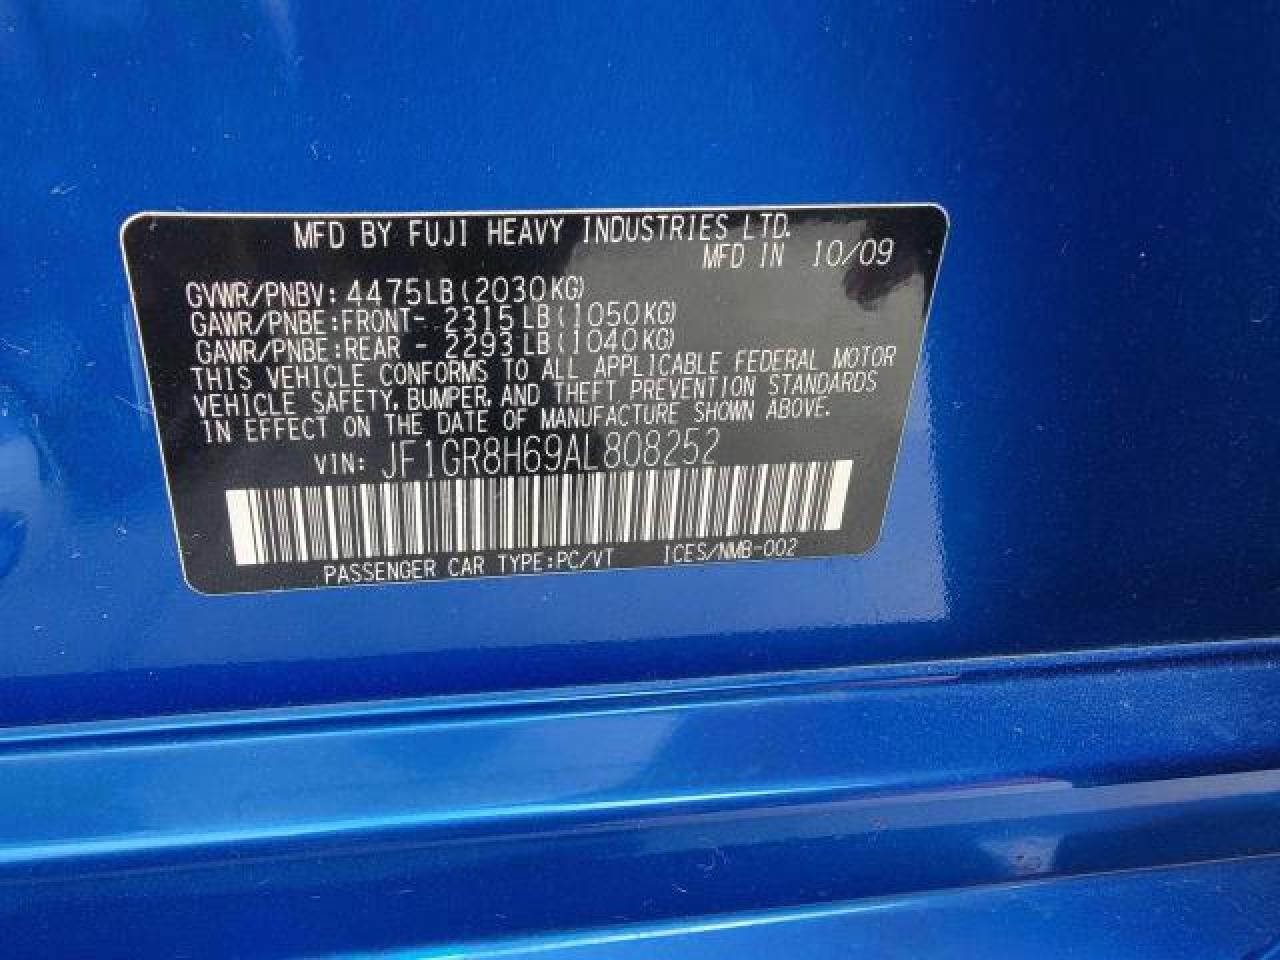 MFD BY FUJI HEAVY INDUSTRIES LTD.
MFD IN 10/09
GVWR/PNBV: 4475LB(2030KG)
GAWR/PNBE:FRONT- 2315LB(1050KG)
GAWR/PNBE:REAR - 2293LB(1040KG)
THIS VEHICLE CONFORMS TO ALL APPLICABLE FEDERAL MOTOR
VEHICLE SAFETY, BUMPER, AND THEFT PREVENTION STANDARDS
IN EFFECT ON THE DATE OF MANUFACTURE SHOWN ABOVE.
VIN: JF1GR8H69AL808252
PASSENGER CAR TYPE:PC/VT ICES/NMB-002